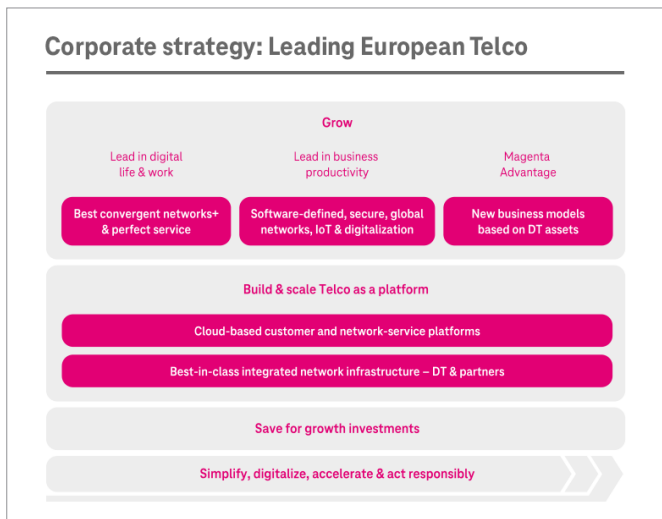 Corporate strategy: Leading European Telco
Grow
Lead in digital
life & work
Lead in business
productivity
Magenta
Advantage
Best convergent networks+
& perfect service
Software-defined, secure, global
networks, IoT & digitalization
New business models
based on DT assets
Build & scale Telco as a platform
Cloud-based customer and network-service platforms
Best-in-class integrated network infrastructure – DT & partners
Save for growth investments
Simplify, digitalize, accelerate & act responsibly